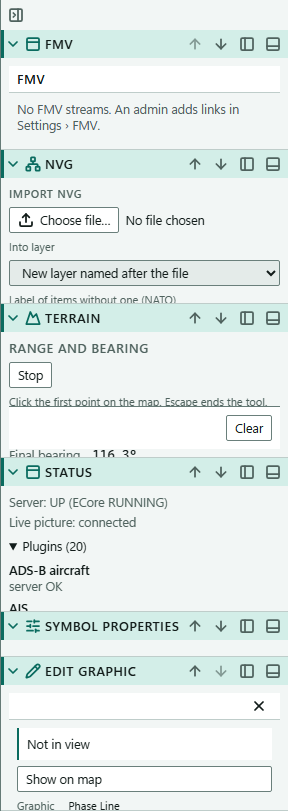 FMV
FMV
No FMV streams. An admin adds links in
Settings › FMV.
NVG
IMPORT NVG
Choose file...
No file chosen
Into layer
New layer named after the file
Label of items without one (NATO)
TERRAIN
RANGE AND BEARING
Stop
Click the first point on the map. Escape ends the tool.
Clear
Final bearing 116.3°
STATUS
Server: UP (ECore RUNNING)
Live picture: connected
▼ Plugins (20)
ADS-B aircraft
server OK
AIS
SYMBOL PROPERTIES
EDIT GRAPHIC
Not in view
Show on map
Graphic Phase Line